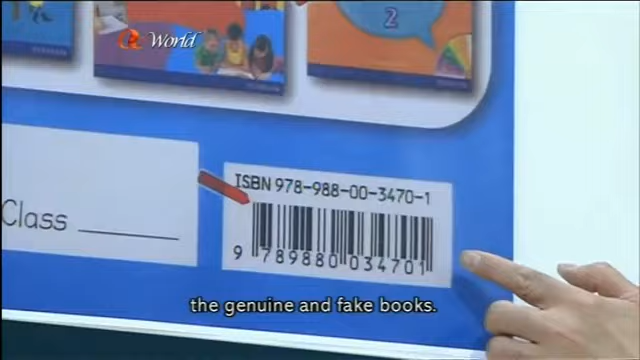 World
2
ISBN 978-988-00-3470-1
9 789880 034701
Class
the genuine and fake books.